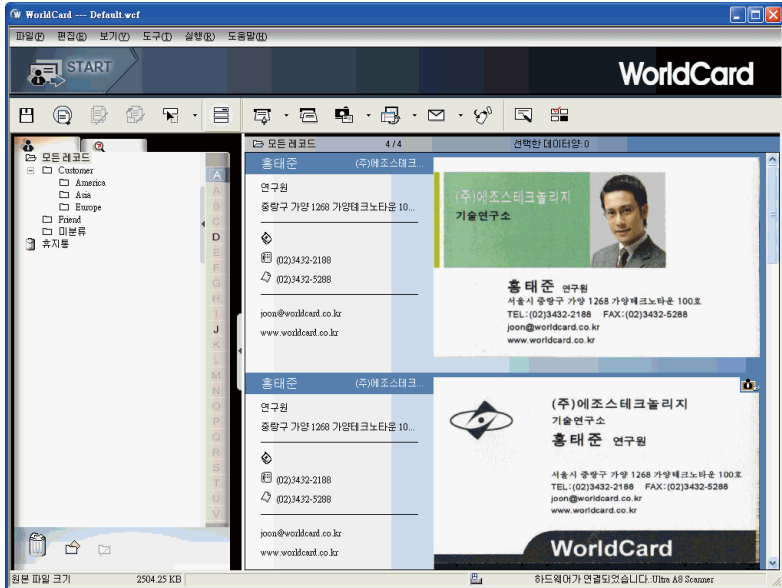 WorldCard --- Default.wcf
파일(F) 편집(E) 보기(V) 도구(T) 실행(R) 도움말(H)
START
WorldCard
모든 레코드 4/4 선택한 데이터양: 0
모든 레코드
Customer
America
Asia
Europe
Friend
미분류
휴지통
A
A
B
C
D
E
F
G
H
I
J
K
L
M
N
O
P
Q
R
S
T
U
V
홍태준 (주)에조스테크...
연구원
중랑구 가양 1268 가양테크노타운 10...
(02)3432-2188
(02)3432-5288
joon@worldcard.co.kr
www.worldcard.co.kr
(주)에조스테크놀리지
기술연구소
홍태준 연구원
서울시 중랑구 가양 1268 가양테크노타운 100호
TEL:(02)3432-2188 FAX:(02)3432-5288
joon@worldcard.co.kr
www.worldcard.co.kr
홍태준 (주)에조스테크...
연구원
중랑구 가양 1268 가양테크노타운 10...
(02)3432-2188
(02)3432-5288
joon@worldcard.co.kr
www.worldcard.co.kr
(주)에조스테크놀리지
기술연구소
홍태준 연구원
서울시 중랑구 가양 1268 가양테크노타운 100호
TEL:(02)3432-2188 FAX:(02)3432-5288
joon@worldcard.co.kr
www.worldcard.co.kr
WorldCard
원본 파일 크기 2504.25 KB 하드웨어가 연결되었습니다.:Ultra A8 Scanner